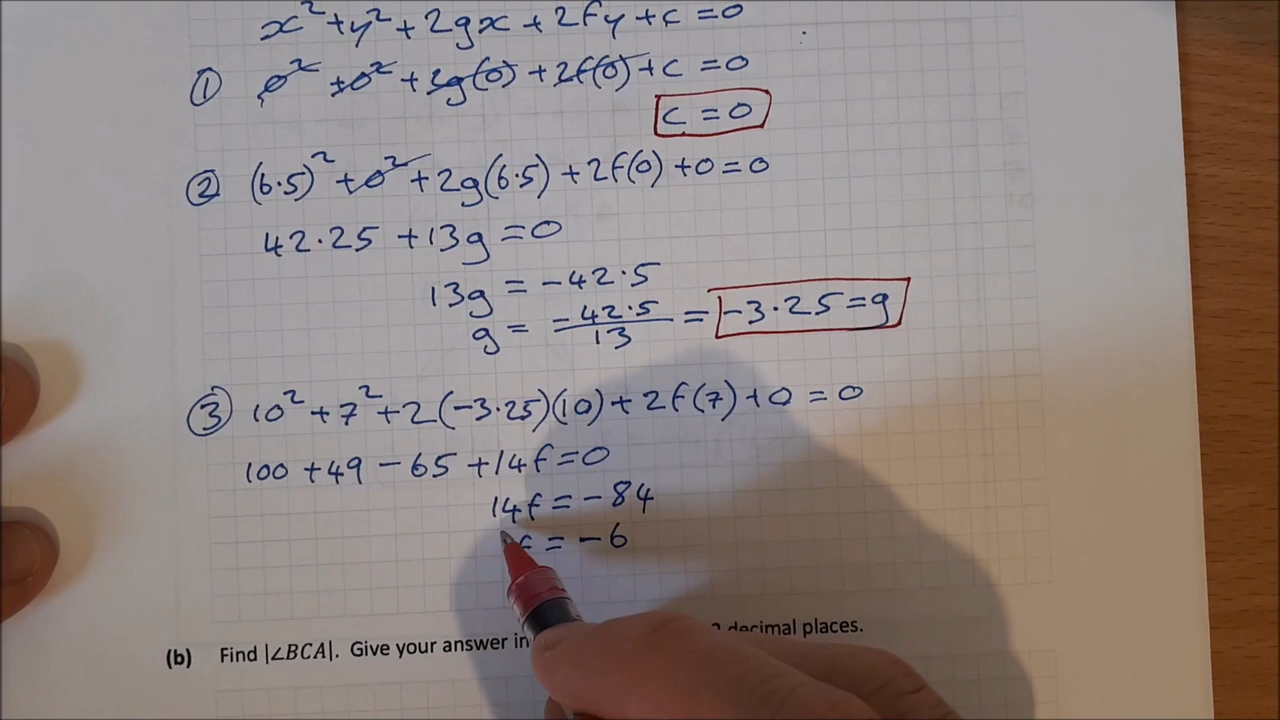 x² + y² + 2gx + 2fy + c = 0
① 0² + 0² + 2g(0) + 2f(0) + c = 0
c = 0
② (6·5)² + 0² + 2g(6·5) + 2f(0) + 0 = 0
42·25 + 13g = 0
13g = -42·5
g = -42·5/13 = -3·25 = g
③ 10² + 7² + 2(-3·25)(10) + 2f(7) + 0 = 0
100 + 49 - 65 + 14f = 0
14f = -84
f = -6
(b) Find |∠BCA|. Give your answer in decimal places.